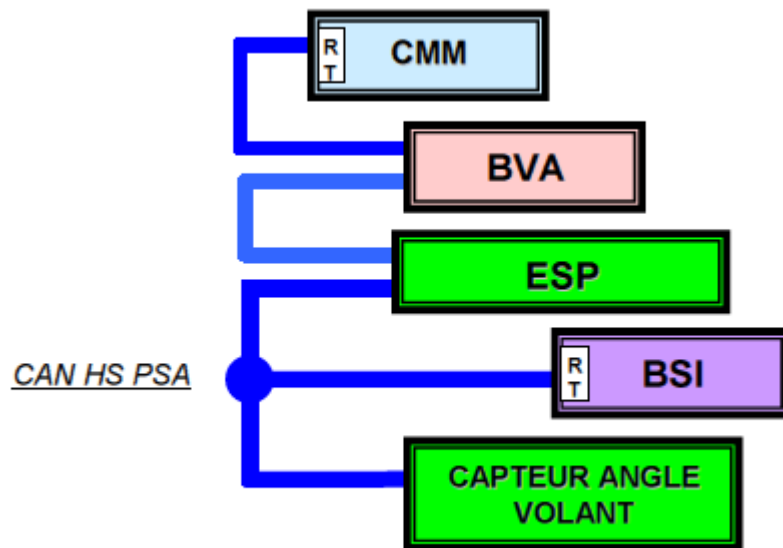 R
T
CMM
BVA
ESP
CAN HS PSA
R
T
BSI
CAPTEUR ANGLE
VOLANT